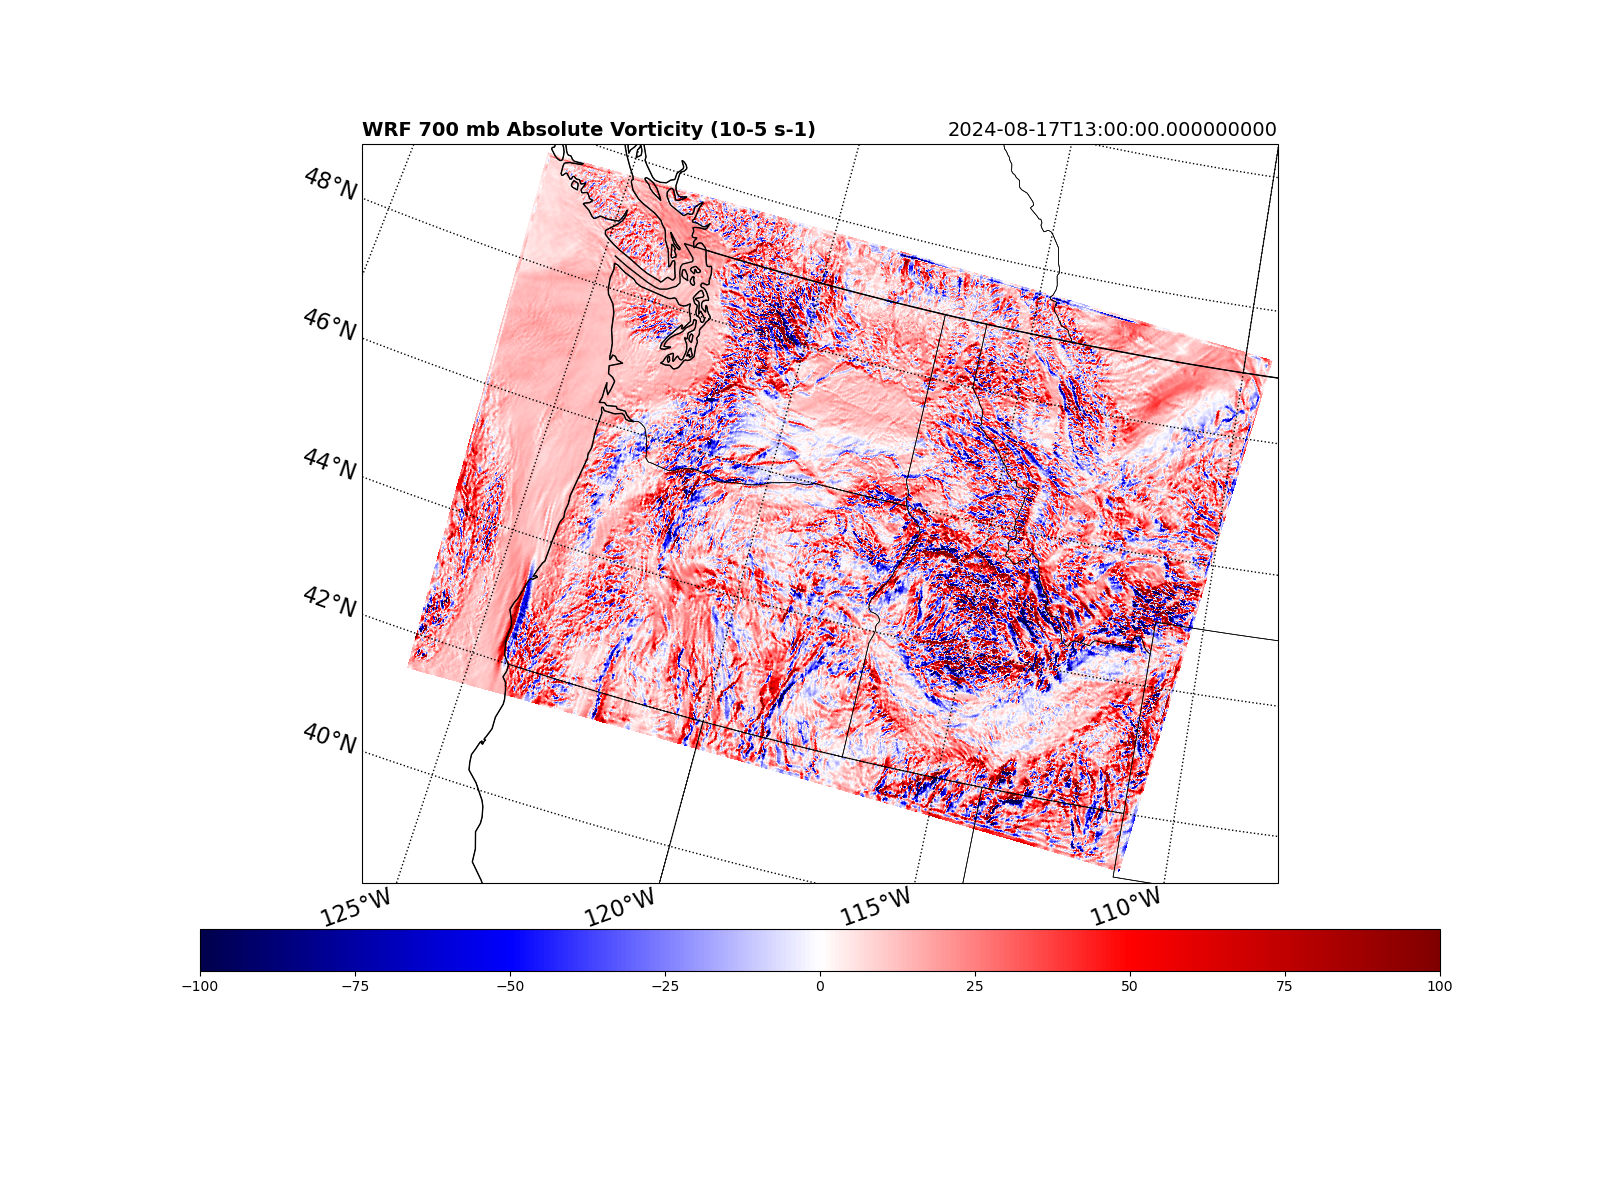 WRF 700 mb Absolute Vorticity (10-5 s-1)
2024-08-17T13:00:00.000000000
48°N
46°N
44°N
42°N
40°N
125°W
120°W
115°W
110°W
−100
−75
−50
−25
0
25
50
75
100